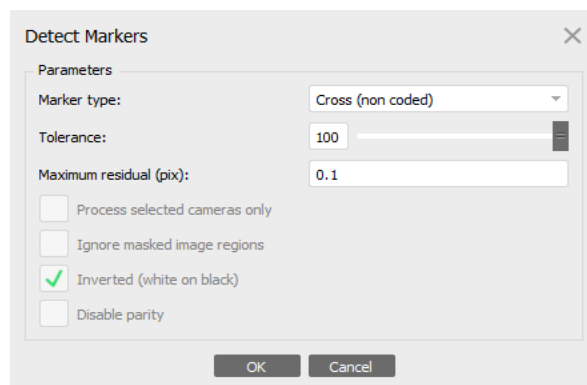 Detect Markers
Parameters
Marker type: Cross (non coded)
Tolerance: 100
Maximum residual (pix): 0.1
Process selected cameras only
Ignore masked image regions
Inverted (white on black)
Disable parity
OK Cancel